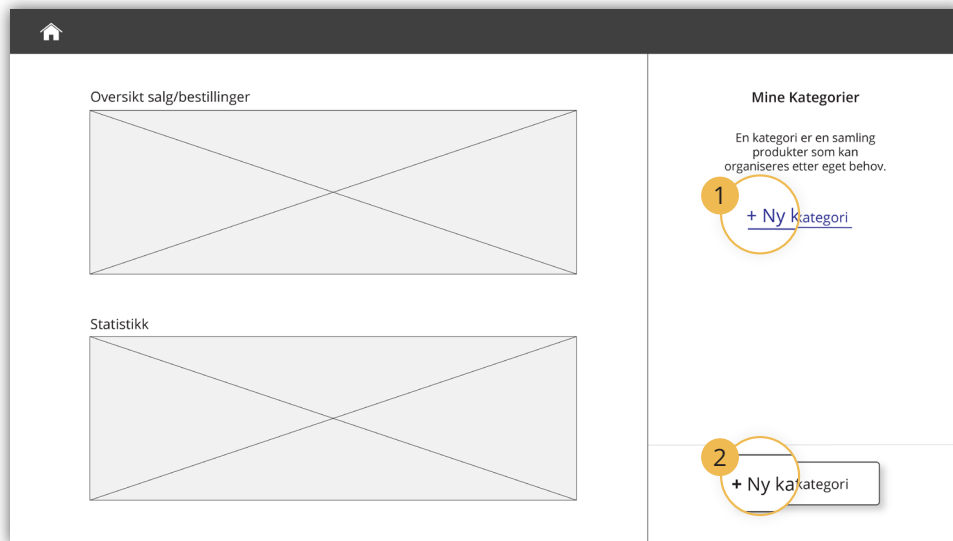 Oversikt salg/bestillinger
Statistikk
Mine Kategorier
En kategori er en samling
produkter som kan
organiseres etter eget behov.
1
+ Ny kategori
2
+ Ny kategori